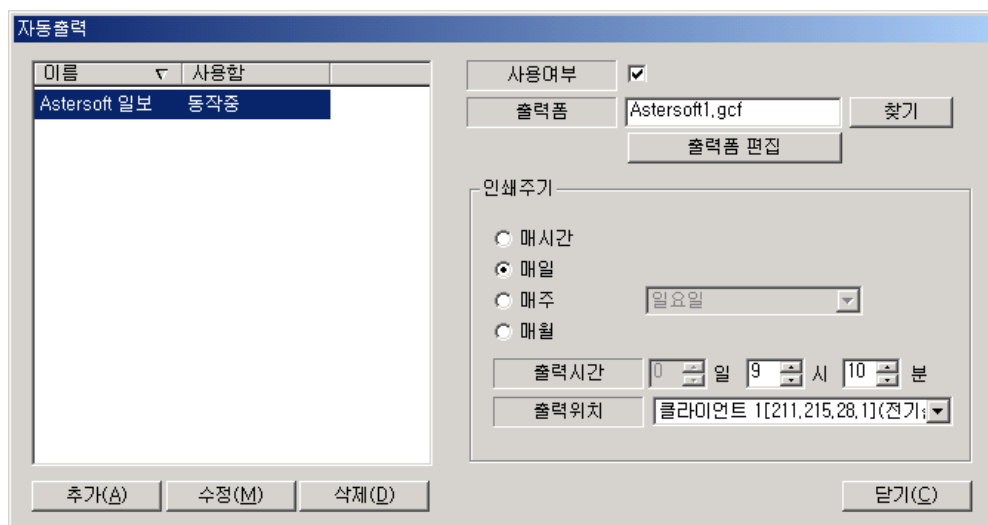 자동출력
이름 사용함
Astersoft 일보 동작중
사용여부
출력폼 Astersoft1.gcf 찾기
출력폼 편집
인쇄주기
매시간
매일
매주 일요일
매월
출력시간 0 일 9 시 10 분
출력위치 클라이언트 1[211.215.28.1](전기
추가(A) 수정(M) 삭제(D) 닫기(C)